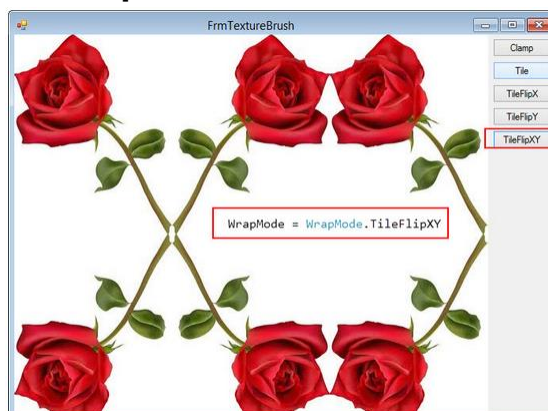 FrmTextureBrush
Clamp
Tile
TileFlipX
TileFlipY
TileFlipXY
WrapMode = WrapMode.TileFlipXY